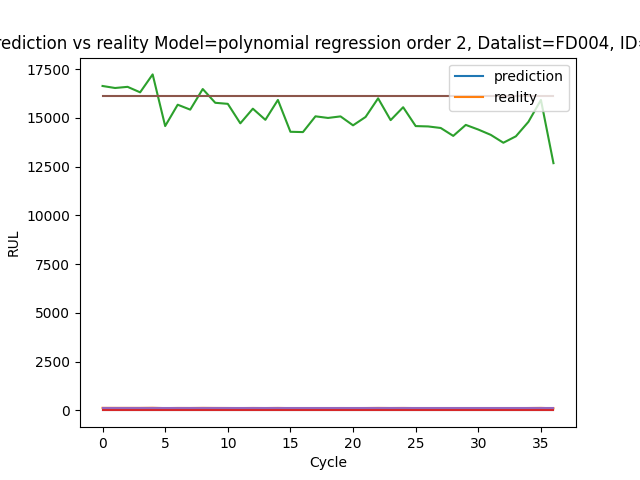 rediction vs reality Model=polynomial regression order 2, Datalist=FD004, ID=
17500
15000
12500
10000
7500
5000
2500
0
RUL
prediction
reality
0 5 10 15 20 25 30 35
Cycle